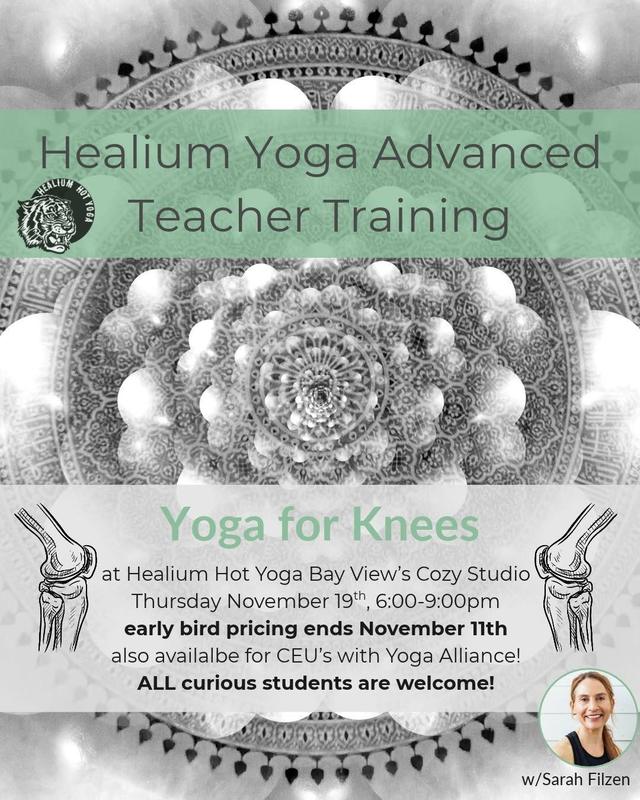 Healium Yoga Advanced
Teacher Training
HEALIUM HOT YOGA
Yoga for Knees
at Healium Hot Yoga Bay View's Cozy Studio
Thursday November 19th, 6:00-9:00pm
early bird pricing ends November 11th
also availalbe for CEU's with Yoga Alliance!
ALL curious students are welcome!
w/Sarah Filzen